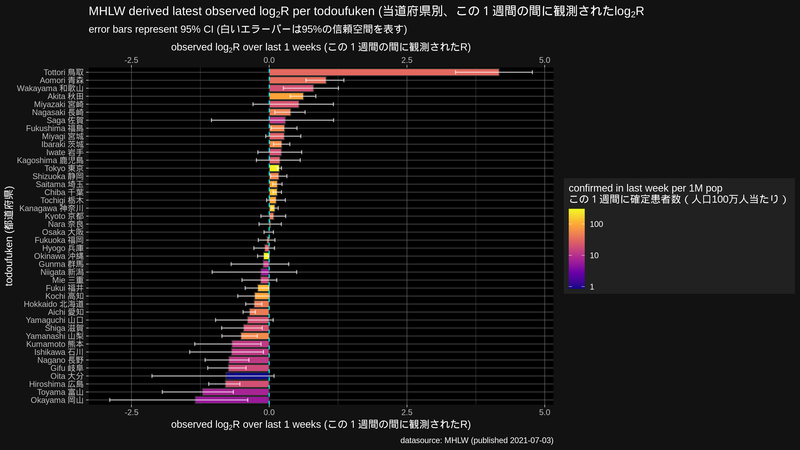 MHLW derived latest observed log2R per todoufuken (当道府県別、この１週間の間に観測されたlog2R
error bars represent 95% CI (白いエラーバーは95%の信頼空間を表す)
observed log2R over last 1 weeks (この１週間の間に観測されたR)
-2.5 0.0 2.5 5.0
todoufuken (都道府県)
Tottori 鳥取
Aomori 青森
Wakayama 和歌山
Akita 秋田
Miyazaki 宮崎
Nagasaki 長崎
Saga 佐賀
Fukushima 福島
Miyagi 宮城
Ibaraki 茨城
Iwate 岩手
Kagoshima 鹿児島
Tokyo 東京
Shizuoka 静岡
Saitama 埼玉
Chiba 千葉
Tochigi 栃木
Kanagawa 神奈川
Kyoto 京都
Nara 奈良
Osaka 大阪
Fukuoka 福岡
Hyogo 兵庫
Okinawa 沖縄
Gunma 群馬
Niigata 新潟
Mie 三重
Fukui 福井
Kochi 高知
Hokkaido 北海道
Aichi 愛知
Yamaguchi 山口
Shiga 滋賀
Yamanashi 山梨
Kumamoto 熊本
Ishikawa 石川
Nagano 長野
Gifu 岐阜
Oita 大分
Hiroshima 広島
Toyama 富山
Okayama 岡山
-2.5 0.0 2.5 5.0
observed log2R over last 1 weeks (この１週間の間に観測されたR)
datasource: MHLW (published 2021-07-03)
confirmed in last week per 1M pop
この１週間に確定患者数（人口100万人当たり）
100
10
1